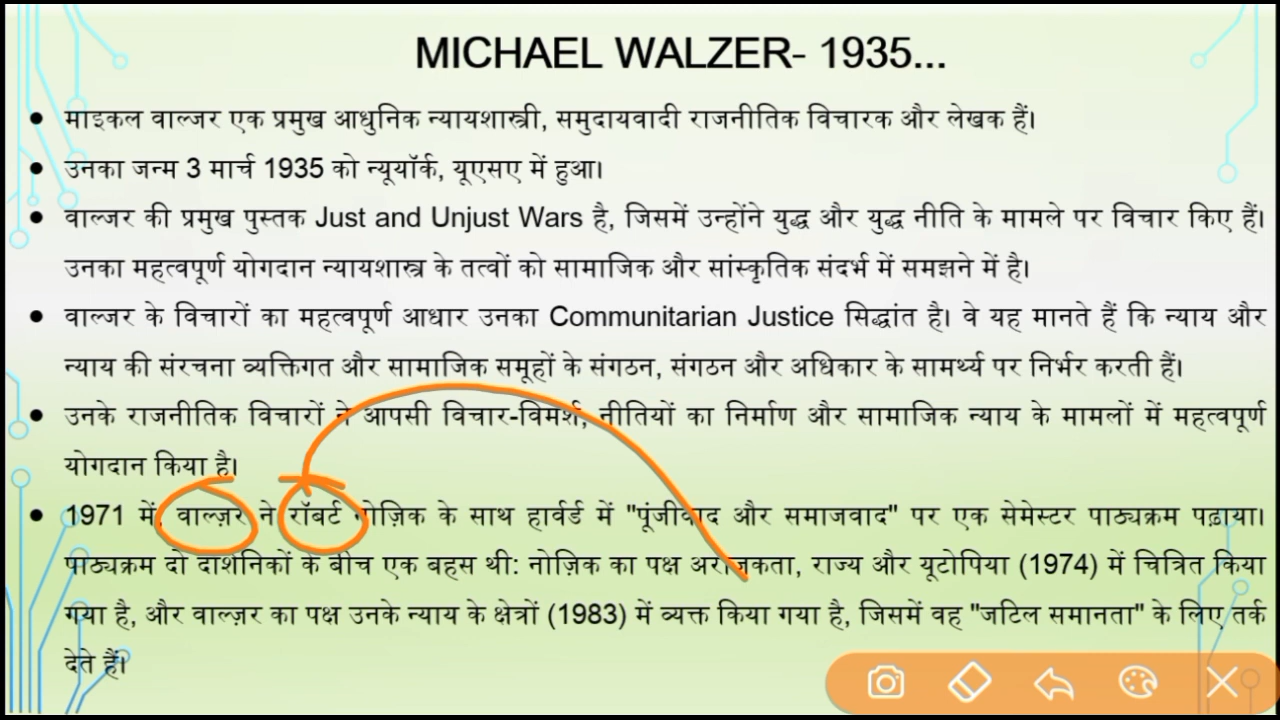 MICHAEL WALZER- 1935...
माइकल वाल्जर एक प्रमुख आधुनिक न्यायशास्त्री, समुदायवादी राजनीतिक विचारक और लेखक हैं।
उनका जन्म 3 मार्च 1935 को न्यूयॉर्क, यूएसए में हुआ।
वाल्जर की प्रमुख पुस्तक Just and Unjust Wars है, जिसमें उन्होंने युद्ध और युद्ध नीति के मामले पर विचार किए हैं।
उनका महत्वपूर्ण योगदान न्यायशास्त्र के तत्वों को सामाजिक और सांस्कृतिक संदर्भ में समझने में है।
वाल्जर के विचारों का महत्वपूर्ण आधार उनका Communitarian Justice सिद्धांत है। वे यह मानते हैं कि न्याय और
न्याय की संरचना व्यक्तिगत और सामाजिक समूहों के संगठन, संगठन और अधिकार के सामर्थ्य पर निर्भर करती हैं।
उनके राजनीतिक विचारों ने आपसी विचार-विमर्श, नीतियों का निर्माण और सामाजिक न्याय के मामलों में महत्वपूर्ण
योगदान किया है।
1971 में, वाल्ज़र ने रॉबर्ट नोज़िक के साथ हार्वर्ड में "पूंजीवाद और समाजवाद" पर एक सेमेस्टर पाठ्यक्रम पढ़ाया।
पाठ्यक्रम दो दार्शनिकों के बीच एक बहस थी: नोज़िक का पक्ष अराजकता, राज्य और यूटोपिया (1974) में चित्रित किया
गया है, और वाल्ज़र का पक्ष उनके न्याय के क्षेत्रों (1983) में व्यक्त किया गया है, जिसमें वह "जटिल समानता" के लिए तर्क
देते हैं।